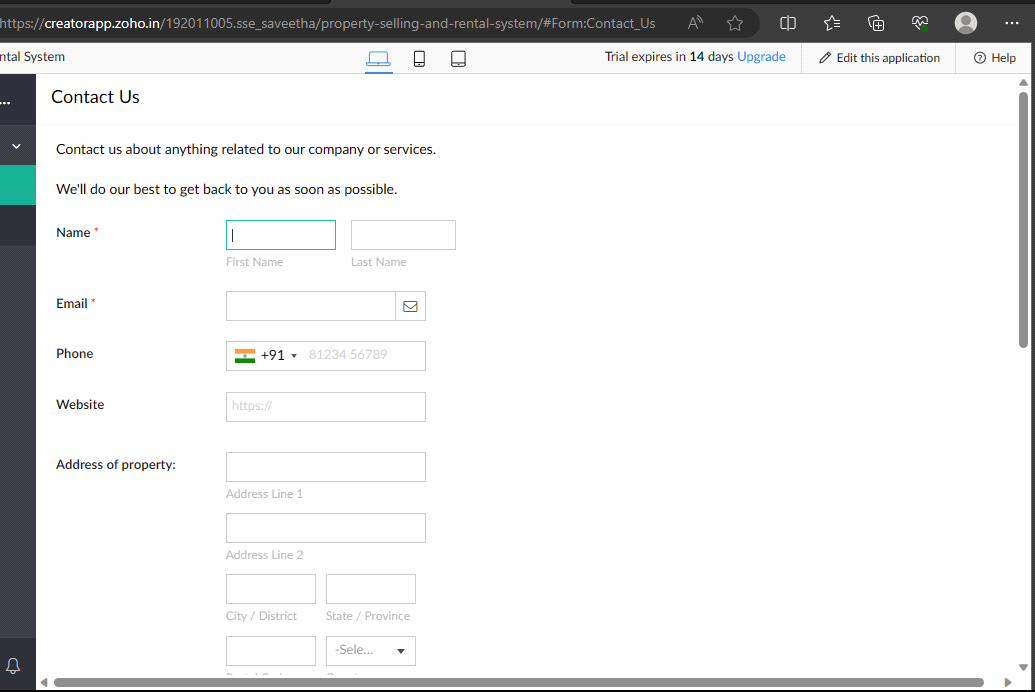 https://creatorapp.zoho.in/192011005.sse_saveetha/property-selling-and-rental-system/#Form:Contact_Us
ntal System
Trial expires in 14 days Upgrade
Edit this application
Help
Contact Us
Contact us about anything related to our company or services.
We'll do our best to get back to you as soon as possible.
Name *
First Name
Last Name
Email *
Phone
+91
81234 56789
Website
https://
Address of property:
Address Line 1
Address Line 2
City / District
State / Province
-Sele...